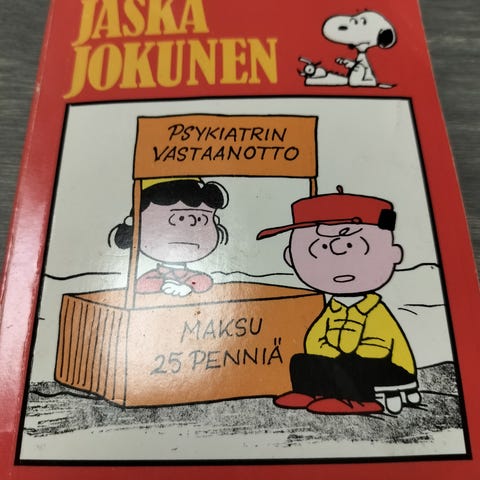 JASKA
JOKUNEN
PSYKIATRIN
VASTAANOTTO
MAKSU
25 PENNIÄ